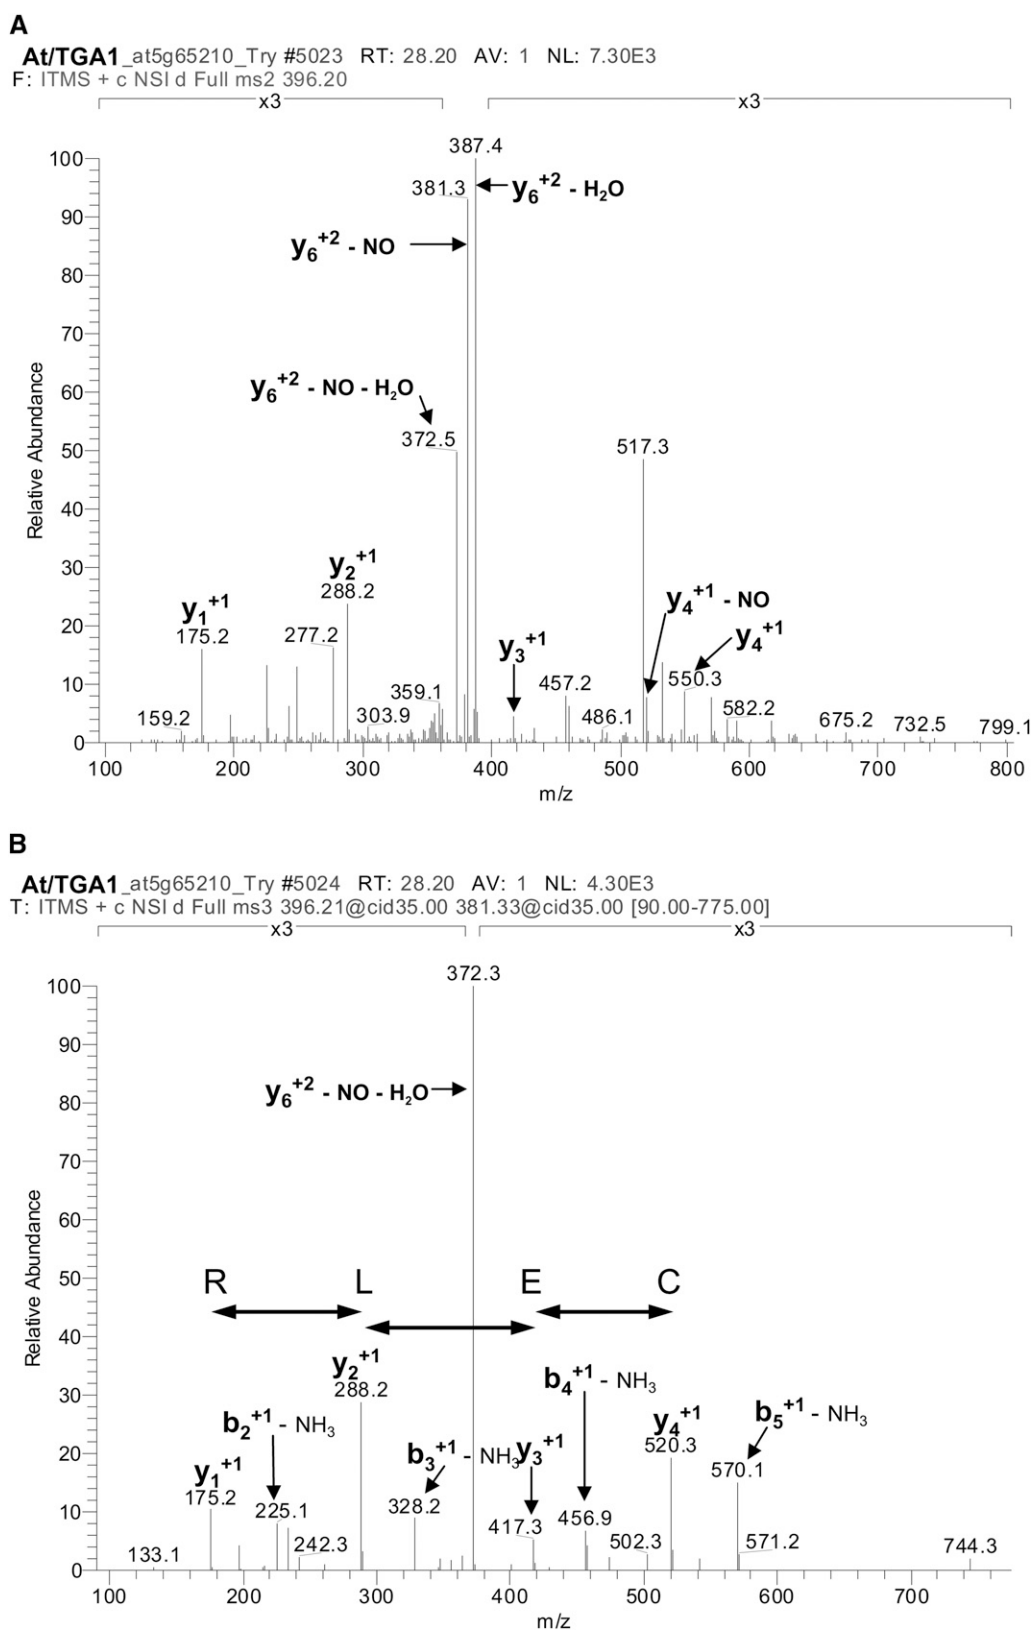 A
At/TGA1_at5g65210_Try #5023 RT: 28.20 AV: 1 NL: 7.30E3
F: ITMS + c NSI d Full ms2 396.20
x3 x3
387.4
100
381.3
y₆⁺² - H₂O
90
y₆⁺² - NO
80
70
y₆⁺² - NO - H₂O
60
372.5
517.3
50
40
y₂⁺¹
30
288.2
y₁⁺¹
y₄⁺¹ - NO
20
175.2
277.2
y₃⁺¹
y₄⁺¹
10
159.2
303.9
359.1
457.2
486.1
550.3
582.2
675.2
732.5
799.1
0
Relative Abundance
100 200 300 400 500 600 700 800
m/z
B
At/TGA1_at5g65210_Try #5024 RT: 28.20 AV: 1 NL: 4.30E3
T: ITMS + c NSI d Full ms3 396.21@cid35.00 381.33@cid35.00 [90.00-775.00]
x3 x3
372.3
100
90
y₆⁺² - NO - H₂O
80
70
60
50
R L E C
40
y₂⁺¹
b₄⁺¹ - NH₃
30
288.2
b₂⁺¹ - NH₃
y₄⁺¹
b₅⁺¹ - NH₃
520.3
20
b₃⁺¹ - NH₃
y₃⁺¹
y₁⁺¹
570.1
175.2
225.1
328.2
456.9
10
417.3
133.1
242.3
502.3
571.2
744.3
0
Relative Abundance
100 200 300 400 500 600 700
m/z